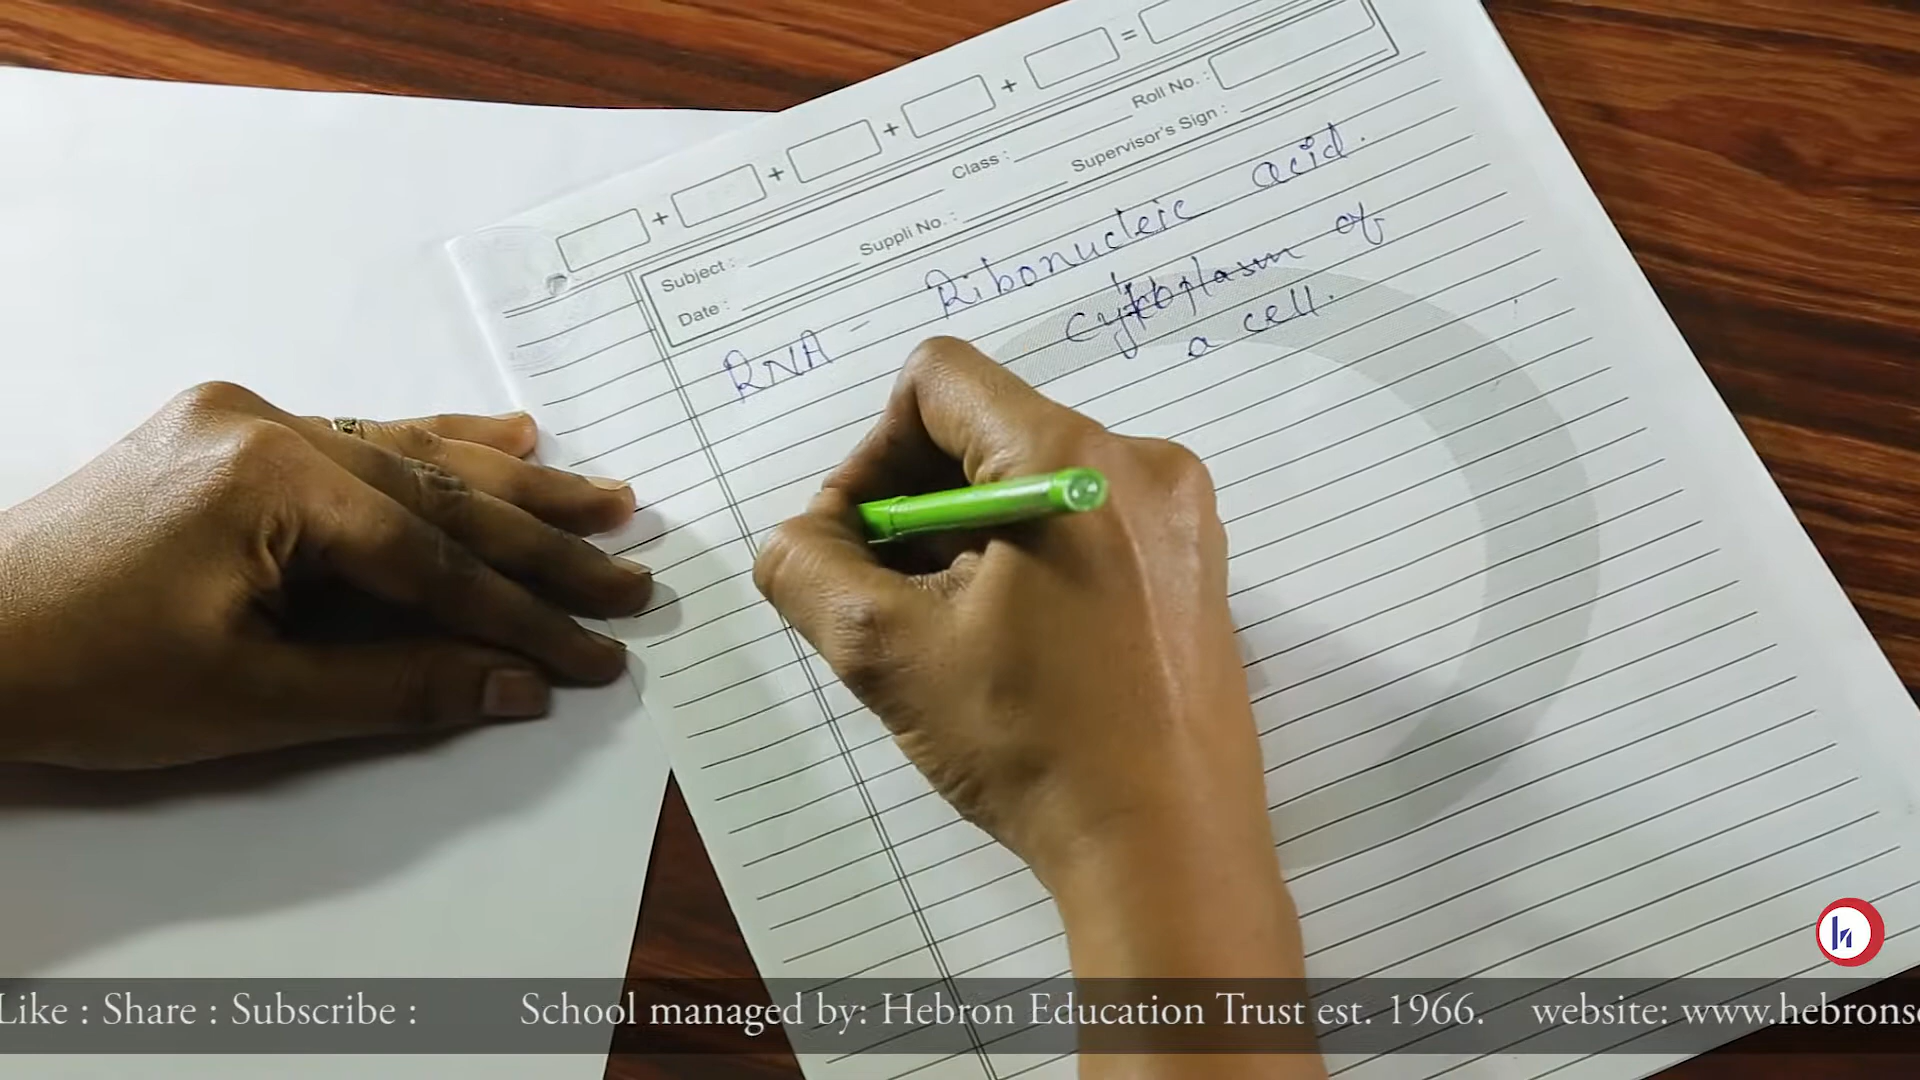 + + + + =
Subject : Class : Roll No. :
Date : Suppli No. : Supervisor's Sign :
RNA - Ribonucleic acid.
Cytoplasm of
a cell.
Like : Share : Subscribe : School managed by: Hebron Education Trust est. 1966. website: www.hebronsc
h